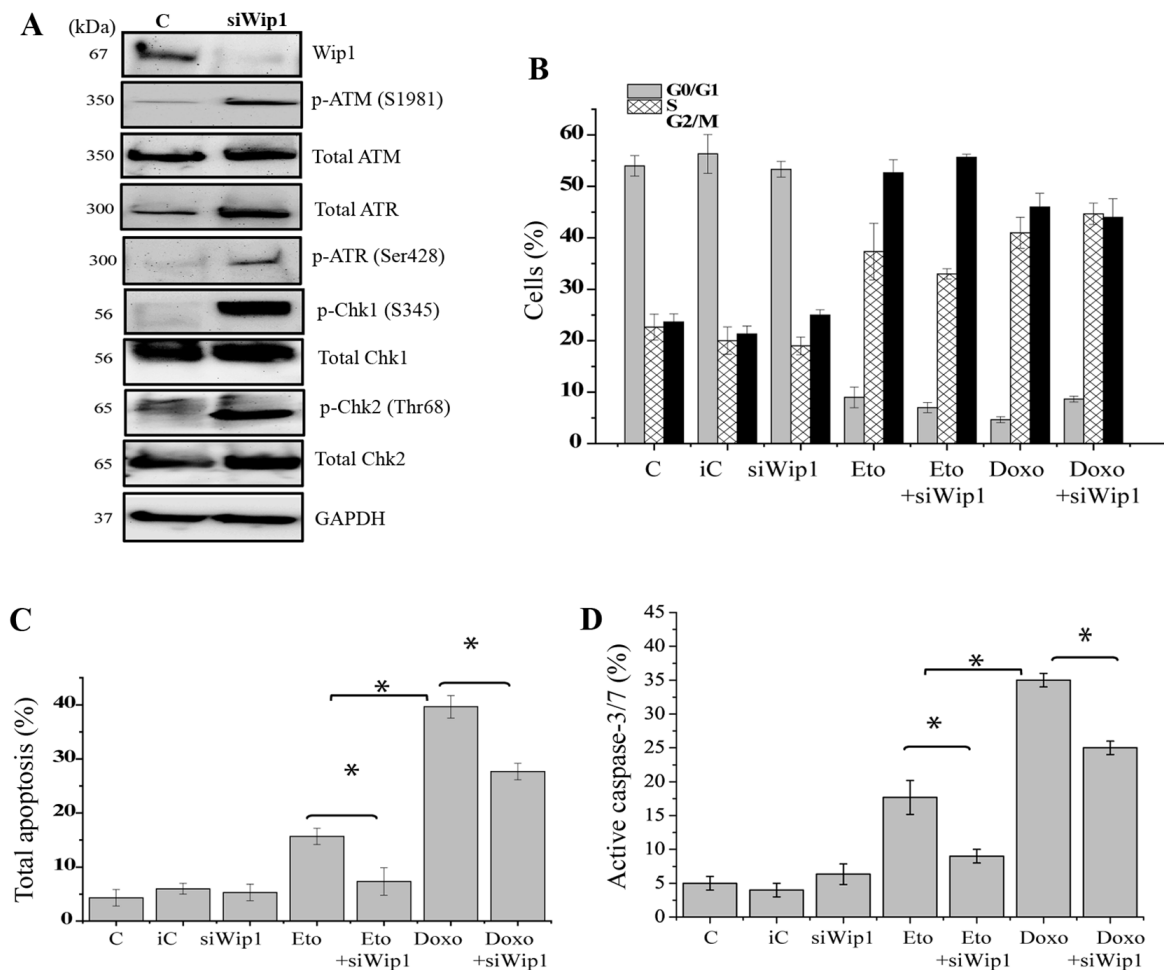 A
(kDa)
C siWip1
67 Wip1
350 p-ATM (S1981)
350 Total ATM
300 Total ATR
300 p-ATR (Ser428)
56 p-Chk1 (S345)
56 Total Chk1
65 p-Chk2 (Thr68)
65 Total Chk2
37 GAPDH
B
G0/G1
S
G2/M
Cells (%)
60
50
40
30
20
10
0
C iC siWip1 Eto Eto +siWip1 Doxo Doxo +siWip1
C
Total apoptosis (%)
40
30
20
10
0
* * *
C iC siWip1 Eto Eto +siWip1 Doxo Doxo +siWip1
D
Active caspase-3/7 (%)
45
40
35
30
25
20
15
10
5
0
* * *
C iC siWip1 Eto Eto +siWip1 Doxo Doxo +siWip1